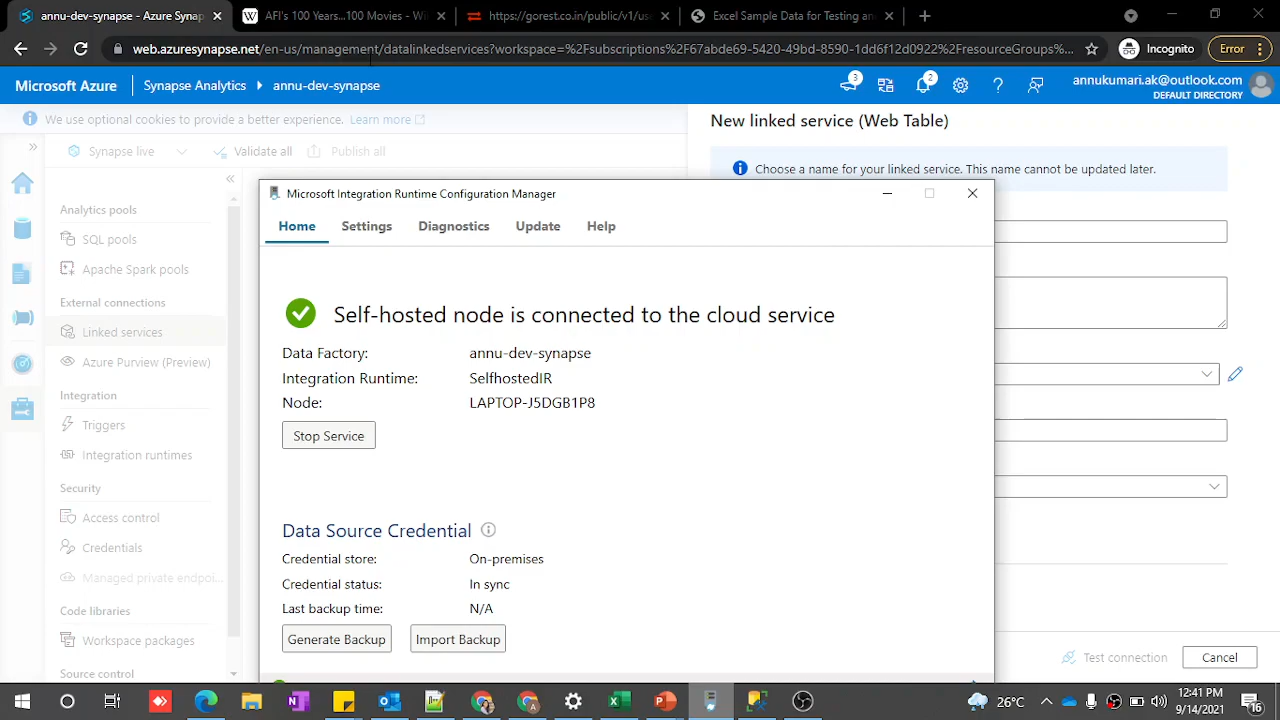 annu-dev-synapse - Azure Synap
AFI's 100 Years...100 Movies - Wi
https://gorest.co.in/public/v1/use
Excel Sample Data for Testing an
web.azuresynapse.net/en-us/management/datalinkedservices?workspace=%2Fsubscriptions%2F67abde69-5420-49bd-8590-1dd6f12d0922%2FresourceGroups%...
Incognito
Error
Microsoft Azure
Synapse Analytics
annu-dev-synapse
3
2
annukumari.ak@outlook.com
DEFAULT DIRECTORY
We use optional cookies to provide a better experience. Learn more
New linked service (Web Table)
Synapse live
Validate all
Publish all
Choose a name for your linked service. This name cannot be updated later.
Analytics pools
SQL pools
Apache Spark pools
External connections
Linked services
Azure Purview (Preview)
Integration
Triggers
Integration runtimes
Security
Access control
Credentials
Managed private endpoi...
Code libraries
Workspace packages
Source control
Microsoft Integration Runtime Configuration Manager
Home
Settings
Diagnostics
Update
Help
Self-hosted node is connected to the cloud service
Data Factory: annu-dev-synapse
Integration Runtime: SelfhostedIR
Node: LAPTOP-J5DGB1P8
Stop Service
Data Source Credential
Credential store: On-premises
Credential status: In sync
Last backup time: N/A
Generate Backup
Import Backup
Test connection
Cancel
26°C
12:41 PM
9/14/2021
16